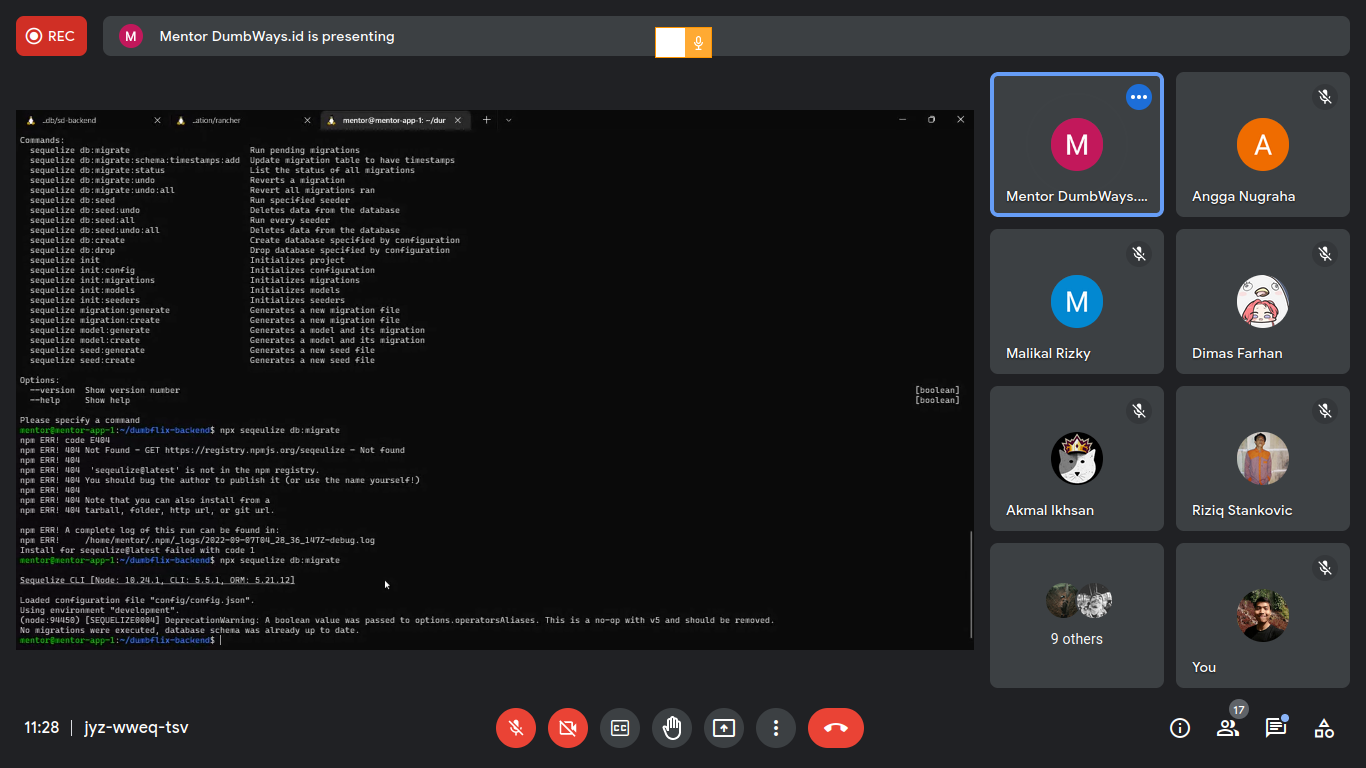 REC
M
Mentor DumbWays.id is presenting
..db/sd-backend
..ation/rancher
mentor@mentor-app-1: ~/dur
Commands:
sequelize db:migrate Run pending migrations
sequelize db:migrate:schema:timestamps:add Update migration table to have timestamps
sequelize db:migrate:status List the status of all migrations
sequelize db:migrate:undo Reverts a migration
sequelize db:migrate:undo:all Revert all migrations ran
sequelize db:seed Run specified seeder
sequelize db:seed:undo Deletes data from the database
sequelize db:seed:all Run every seeder
sequelize db:seed:undo:all Deletes data from the database
sequelize db:create Create database specified by configuration
sequelize db:drop Drop database specified by configuration
sequelize init Initializes project
sequelize init:config Initializes configuration
sequelize init:migrations Initializes migrations
sequelize init:models Initializes models
sequelize init:seeders Initializes seeders
sequelize migration:generate Generates a new migration file
sequelize migration:create Generates a new migration file
sequelize model:generate Generates a model and its migration
sequelize model:create Generates a model and its migration
sequelize seed:generate Generates a new seed file
sequelize seed:create Generates a new seed file
Options:
--version Show version number [boolean]
--help Show help [boolean]
Please specify a command
mentor@mentor-app-1:~/dumbflix-backend$ npx seqeulize db:migrate
npm ERR! code E404
npm ERR! 404 Not Found - GET https://registry.npmjs.org/seqeulize - Not found
npm ERR! 404
npm ERR! 404 'seqeulize@latest' is not in the npm registry.
npm ERR! 404 You should bug the author to publish it (or use the name yourself!)
npm ERR! 404
npm ERR! 404 Note that you can also install from a
npm ERR! 404 tarball, folder, http url, or git url.
npm ERR! A complete log of this run can be found in:
npm ERR! /home/mentor/.npm/_logs/2022-09-07T04_28_36_147Z-debug.log
Install for seqeulize@latest failed with code 1
mentor@mentor-app-1:~/dumbflix-backend$ npx sequelize db:migrate
Sequelize CLI [Node: 10.24.1, CLI: 5.5.1, ORM: 5.21.12]
Loaded configuration file "config/config.json".
Using environment "development".
(node:94450) [SEQUELIZE0004] DeprecationWarning: A boolean value was passed to options.operatorsAliases. This is a no-op with v5 and should be removed.
No migrations were executed, database schema was already up to date.
mentor@mentor-app-1:~/dumbflix-backend$
M
Mentor DumbWays....
A
Angga Nugraha
M
Malikal Rizky
Dimas Farhan
Akmal Ikhsan
Riziq Stankovic
9 others
You
11:28
jyz-wweq-tsv
CC
17